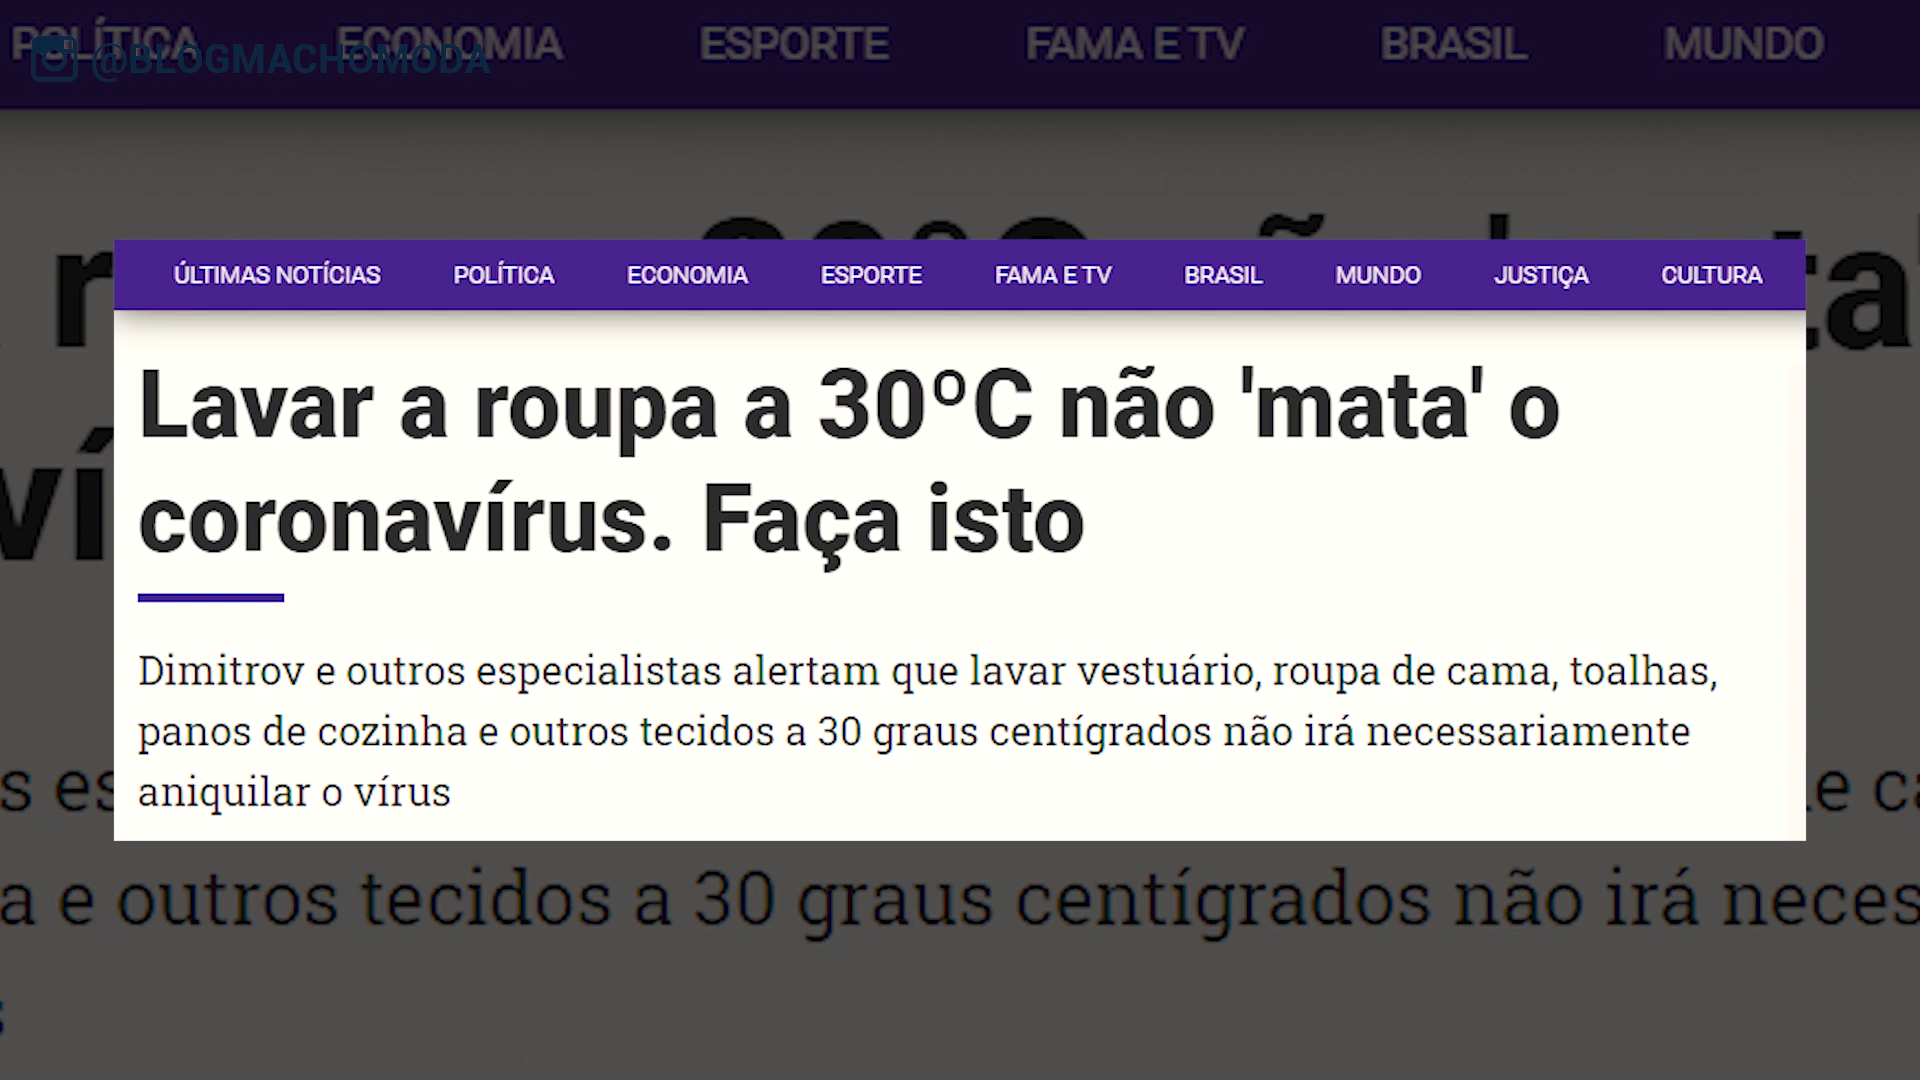 POLÍTICA ECONOMIA ESPORTE FAMA E TV BRASIL MUNDO
@BLOGMACHOMODA
ÚLTIMAS NOTÍCIAS POLÍTICA ECONOMIA ESPORTE FAMA E TV BRASIL MUNDO JUSTIÇA CULTURA
Lavar a roupa a 30ºC não 'mata' o
coronavírus. Faça isto
Dimitrov e outros especialistas alertam que lavar vestuário, roupa de cama, toalhas,
panos de cozinha e outros tecidos a 30 graus centígrados não irá necessariamente
aniquilar o vírus
a e outros tecidos a 30 graus centígrados não irá neces